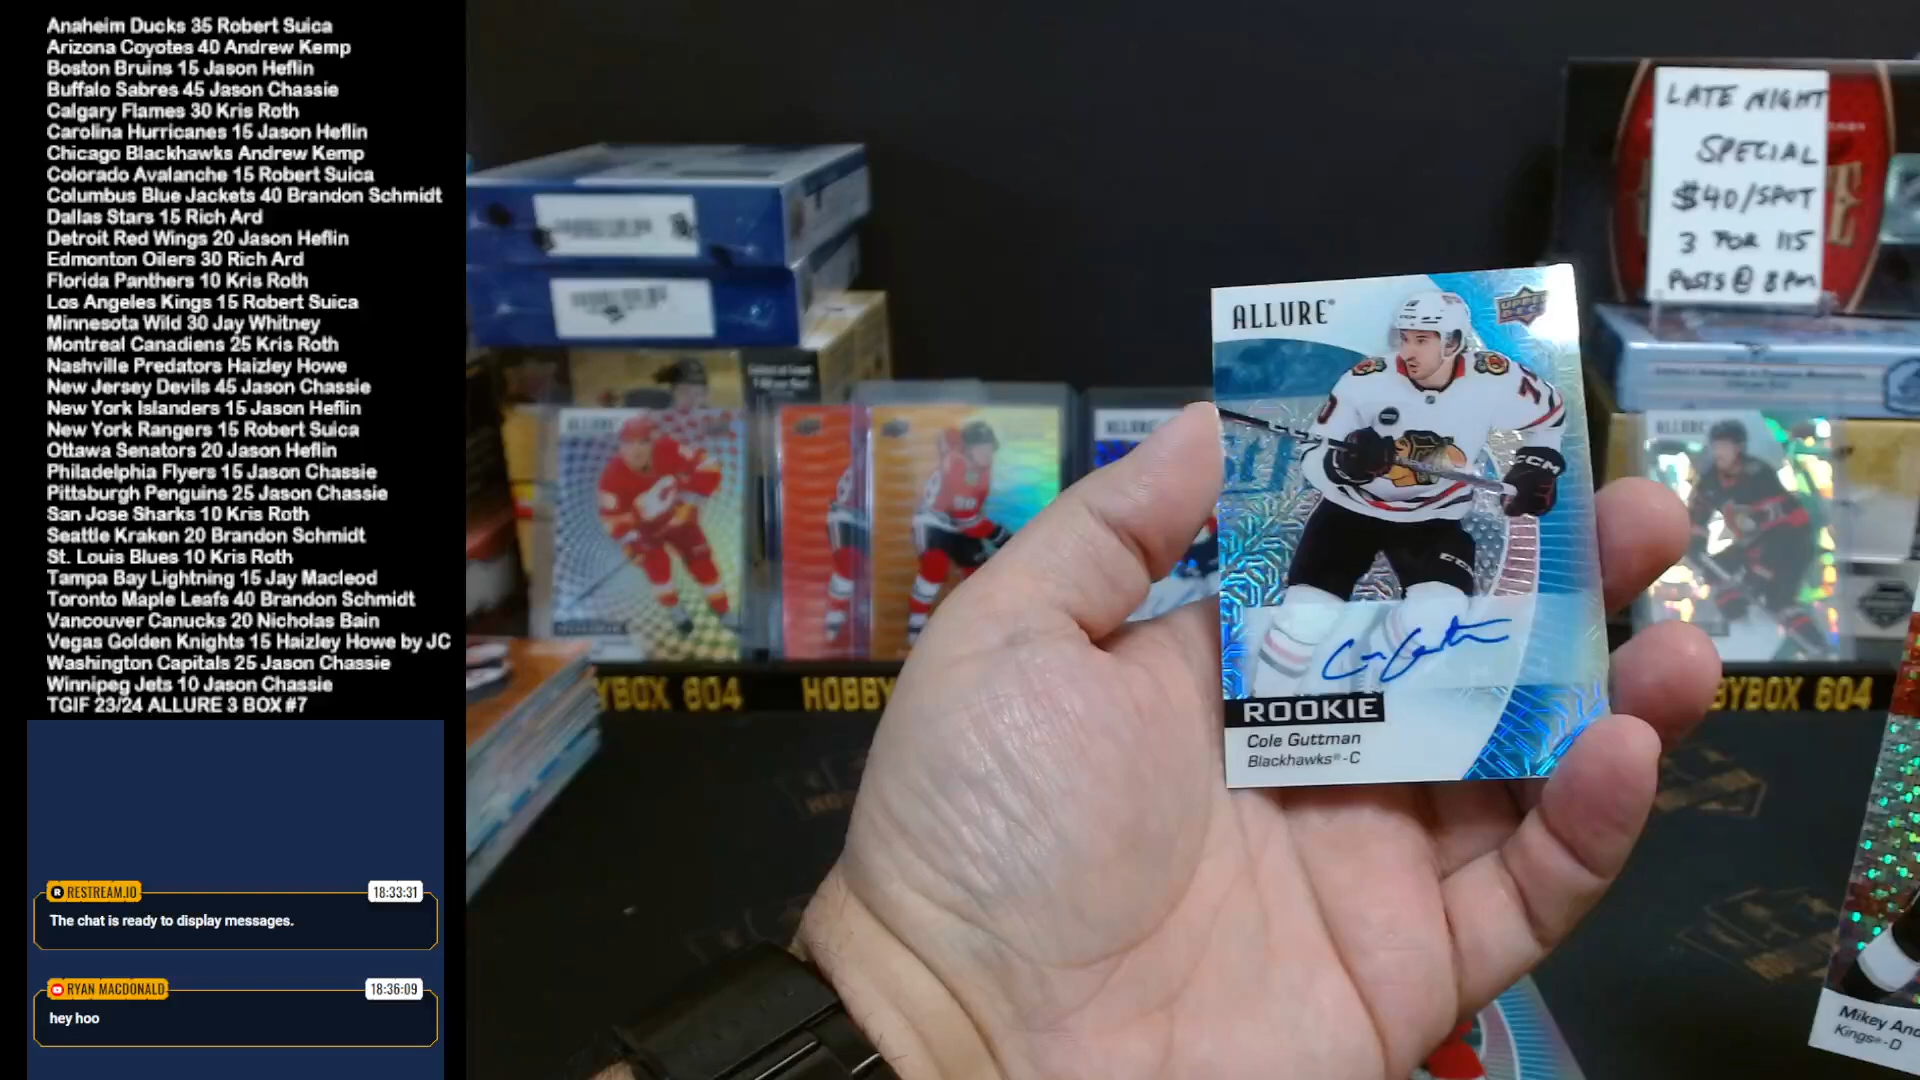 Anaheim Ducks 35 Robert Suica
Arizona Coyotes 40 Andrew Kemp
Boston Bruins 15 Jason Heflin
Buffalo Sabres 45 Jason Chassie
Calgary Flames 30 Kris Roth
Carolina Hurricanes 15 Jason Heflin
Chicago Blackhawks Andrew Kemp
Colorado Avalanche 15 Robert Suica
Columbus Blue Jackets 40 Brandon Schmidt
Dallas Stars 15 Rich Ard
Detroit Red Wings 20 Jason Heflin
Edmonton Oilers 30 Rich Ard
Florida Panthers 10 Kris Roth
Los Angeles Kings 15 Robert Suica
Minnesota Wild 30 Jay Whitney
Montreal Canadiens 25 Kris Roth
Nashville Predators Haizley Howe
New Jersey Devils 45 Jason Chassie
New York Islanders 15 Jason Heflin
New York Rangers 15 Robert Suica
Ottawa Senators 20 Jason Heflin
Philadelphia Flyers 15 Jason Chassie
Pittsburgh Penguins 25 Jason Chassie
San Jose Sharks 10 Kris Roth
Seattle Kraken 20 Brandon Schmidt
St. Louis Blues 10 Kris Roth
Tampa Bay Lightning 15 Jay Macleod
Toronto Maple Leafs 40 Brandon Schmidt
Vancouver Canucks 20 Nicholas Bain
Vegas Golden Knights 15 Haizley Howe by JC
Washington Capitals 25 Jason Chassie
Winnipeg Jets 10 Jason Chassie
TGIF 23/24 ALLURE 3 BOX #7
RESTREAM.IO 18:33:31
The chat is ready to display messages.
RYAN MACDONALD 18:36:09
hey hoo
LATE NIGHT
SPECIAL
$40/SPOT
3 FOR 115
POSTS @ 8PM
ALLURE
UPPER DECK
CCM
ROOKIE
Cole Guttman
Blackhawks® - C
ALLURE
ALLURE
ALLURE
YBOX 604
HOBBY
BYBOX 604
Mikey
Kings® - D